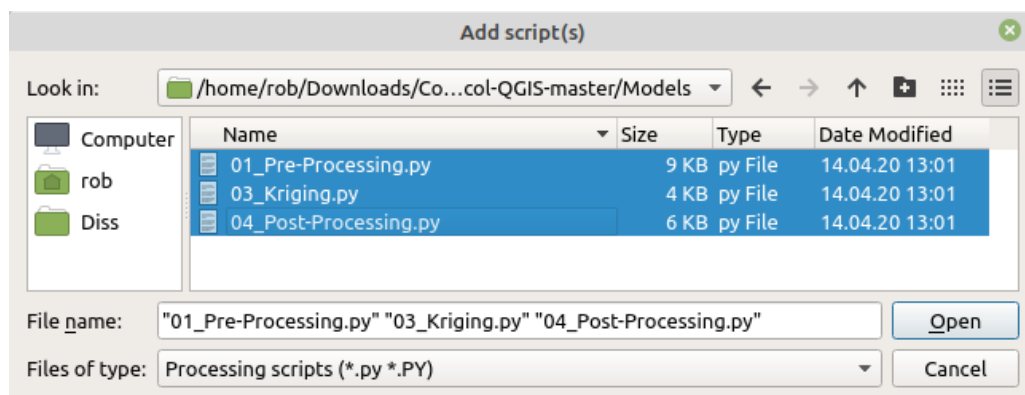 Add script(s)
Look in: /home/rob/Downloads/Co...col-QGIS-master/Models
Computer
rob
Diss
Name Size Type Date Modified
01_Pre-Processing.py 9 KB py File 14.04.20 13:01
03_Kriging.py 4 KB py File 14.04.20 13:01
04_Post-Processing.py 6 KB py File 14.04.20 13:01
File name: "01_Pre-Processing.py" "03_Kriging.py" "04_Post-Processing.py" Open
Files of type: Processing scripts (*.py *.PY) Cancel